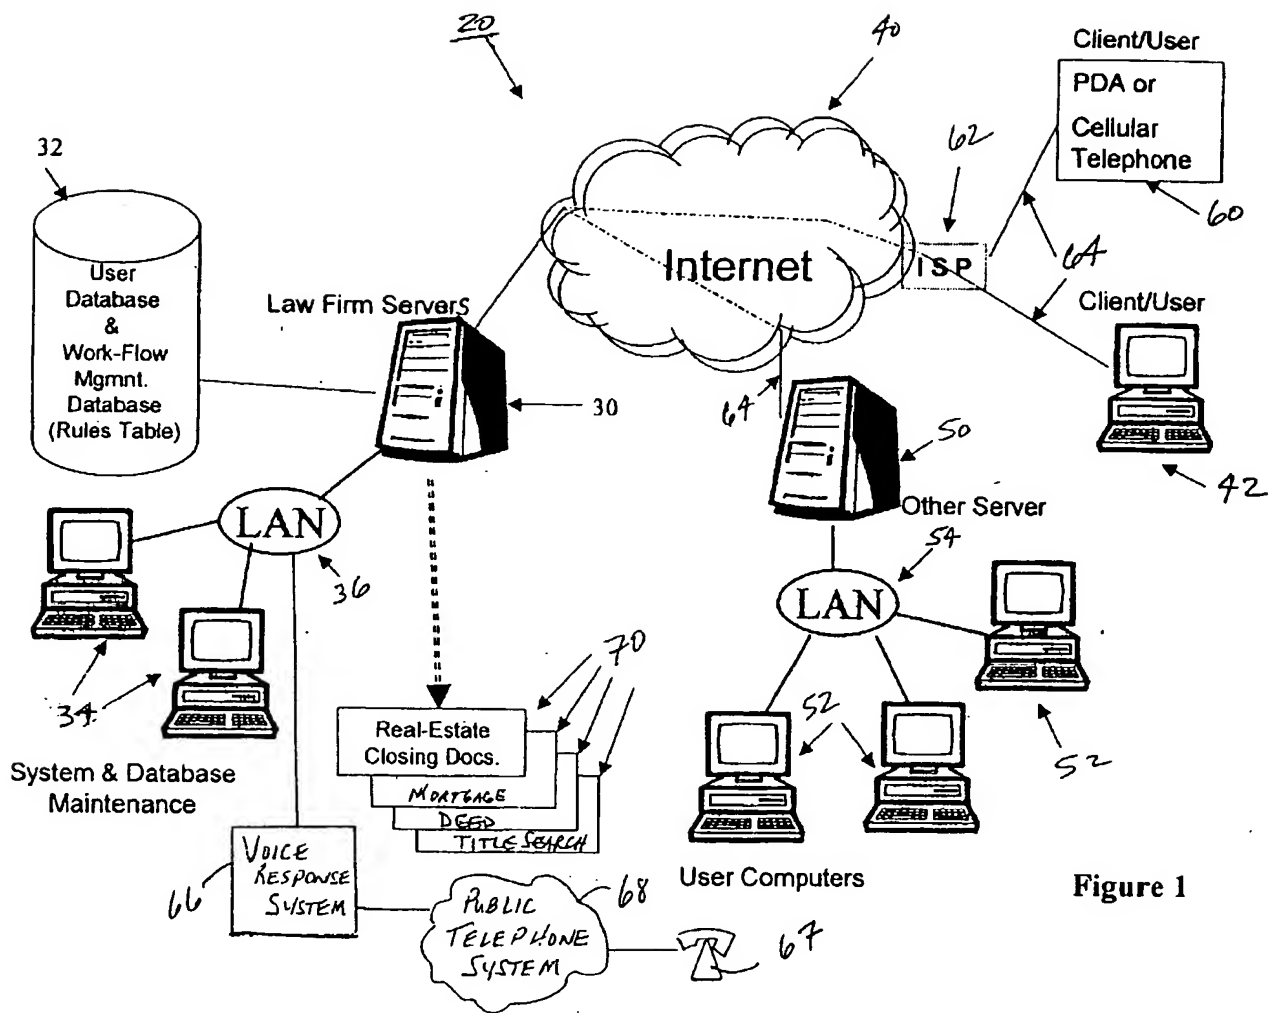 20
40
Client/User
PDA or
Cellular
Telephone
62
60
32
User
Database
&
Work-Flow
Mgmnt.
Database
(Rules Table)
Law Firm Servers
Internet
ISP
64
Client/User
30
64
50
42
Other Server
LAN
36
54
LAN
34
52
52
70
Real-Estate
Closing Docs.
MORTGAGE
DEED
TITLE SEARCH
System & Database
Maintenance
User Computers
Figure 1
VOICE
RESPONSE
SYSTEM
66
PUBLIC
TELEPHONE
SYSTEM
68
67